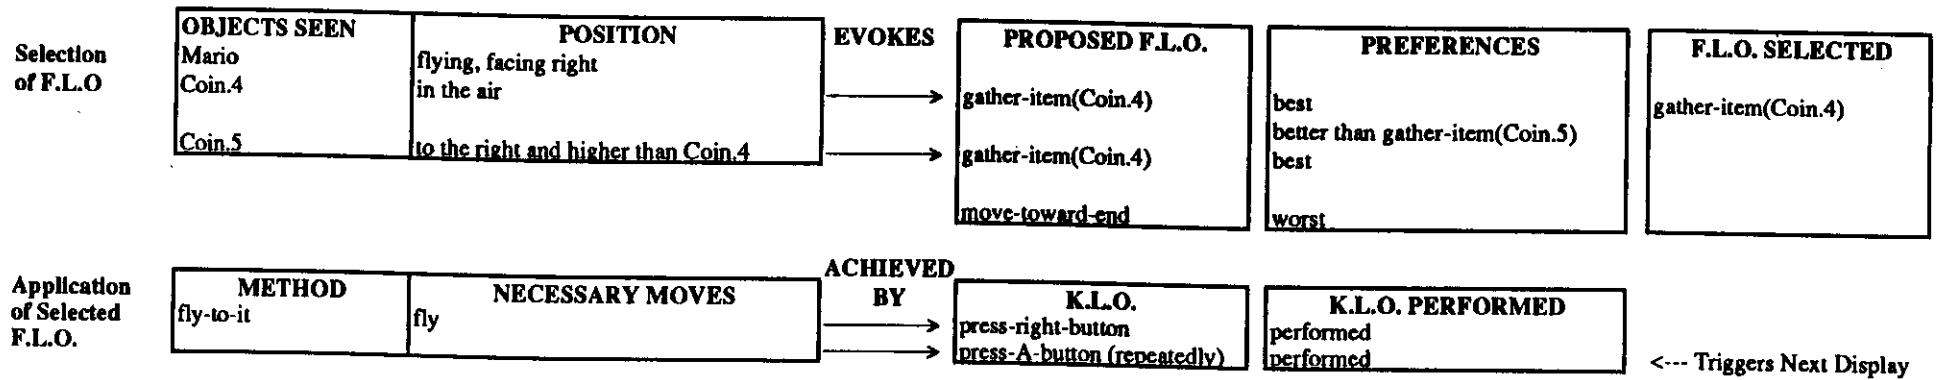 Selection
of F.L.O
OBJECTS SEEN
Mario
Coin.4
Coin.5
POSITION
flying, facing right
in the air
to the right and higher than Coin.4
EVOKES
PROPOSED F.L.O.
gather-item(Coin.4)
gather-item(Coin.4)
move-toward-end
PREFERENCES
best
better than gather-item(Coin.5)
best
worst
F.L.O. SELECTED
gather-item(Coin.4)
Application
of Selected
F.L.O.
METHOD
fly-to-it
NECESSARY MOVES
fly
ACHIEVED
BY
K.L.O.
press-right-button
press-A-button (repeatedly)
K.L.O. PERFORMED
performed
performed
<--- Triggers Next Display